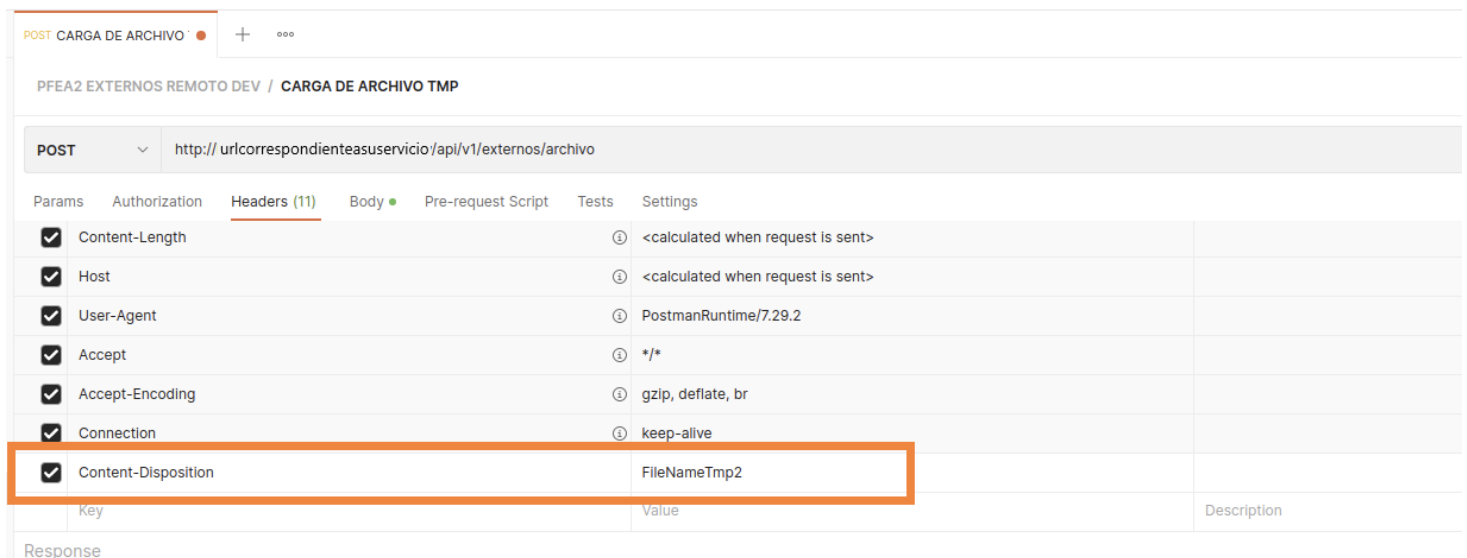 POST CARGA DE ARCHIVO
PFEA2 EXTERNOS REMOTO DEV / CARGA DE ARCHIVO TMP
POST http:// urlcorrespondienteasuservicio/api/v1/externos/archivo
Params Authorization Headers (11) Body Pre-request Script Tests Settings
Content-Length <calculated when request is sent>
Host <calculated when request is sent>
User-Agent PostmanRuntime/7.29.2
Accept */*
Accept-Encoding gzip, deflate, br
Connection keep-alive
Content-Disposition FileNameTmp2
Key Value Description
Response